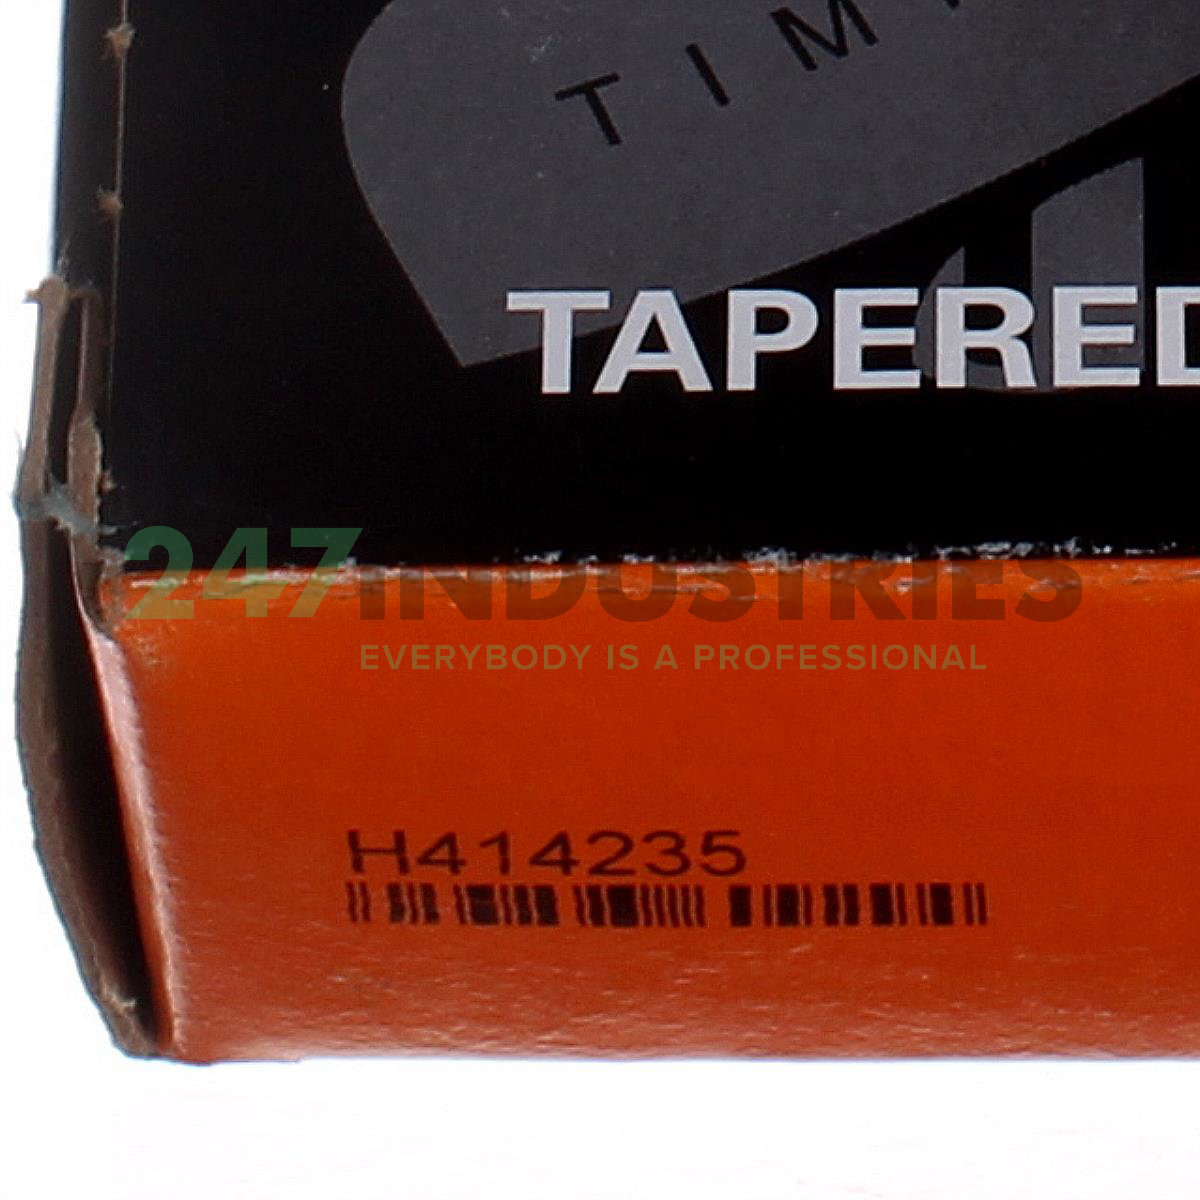 TIM
TAPERED
247INDUSTRIES
EVERYBODY IS A PROFESSIONAL
H414235